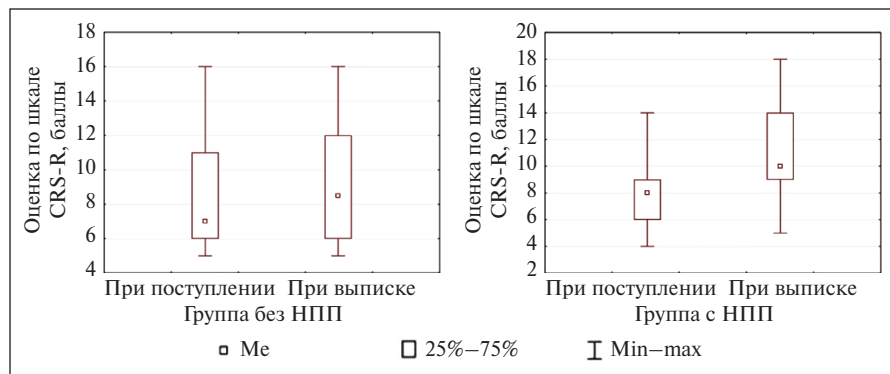 Оценка по шкале
CRS-R, баллы
18
16
14
12
10
8
6
4
При поступлении
При выписке
Группа без НПП
Оценка по шкале
CRS-R, баллы
20
18
16
14
12
10
8
6
4
2
При поступлении
При выписке
Группа с НПП
Me
25%–75%
Min–max